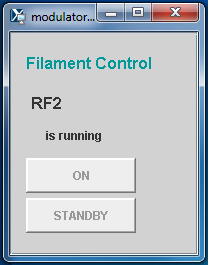 modulator...
Filament Control
RF2
is running
ON
STANDBY